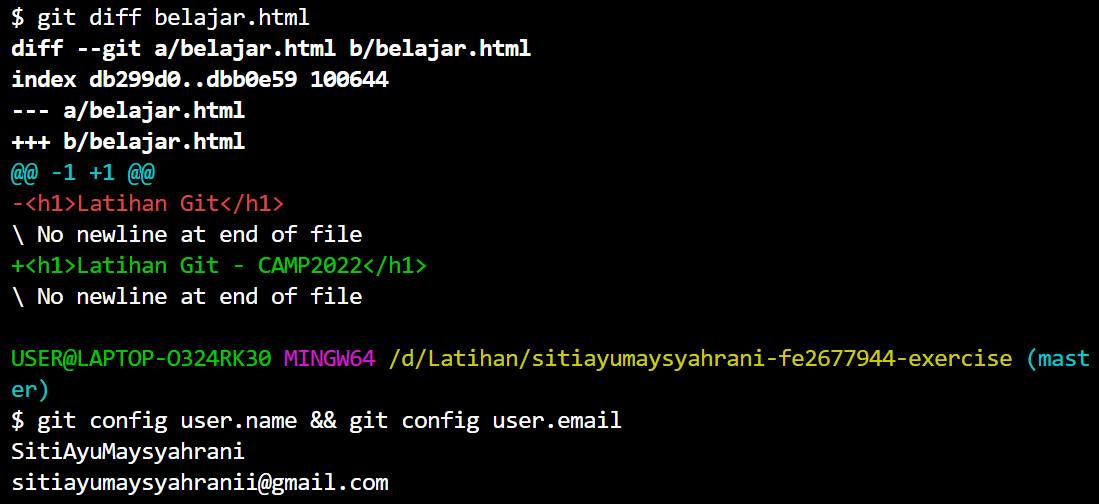 $ git diff belajar.html
diff --git a/belajar.html b/belajar.html
index db299d0..dbb0e59 100644
--- a/belajar.html
+++ b/belajar.html
@@ -1 +1 @@
-<h1>Latihan Git</h1>
\ No newline at end of file
+<h1>Latihan Git - CAMP2022</h1>
\ No newline at end of file
USER@LAPTOP-O324RK30 MINGW64 /d/Latihan/sitiayumaysyahrani-fe2677944-exercise (mast
er)
$ git config user.name && git config user.email
SitiAyuMaysyahrani
sitiayumaysyahranii@gmail.com